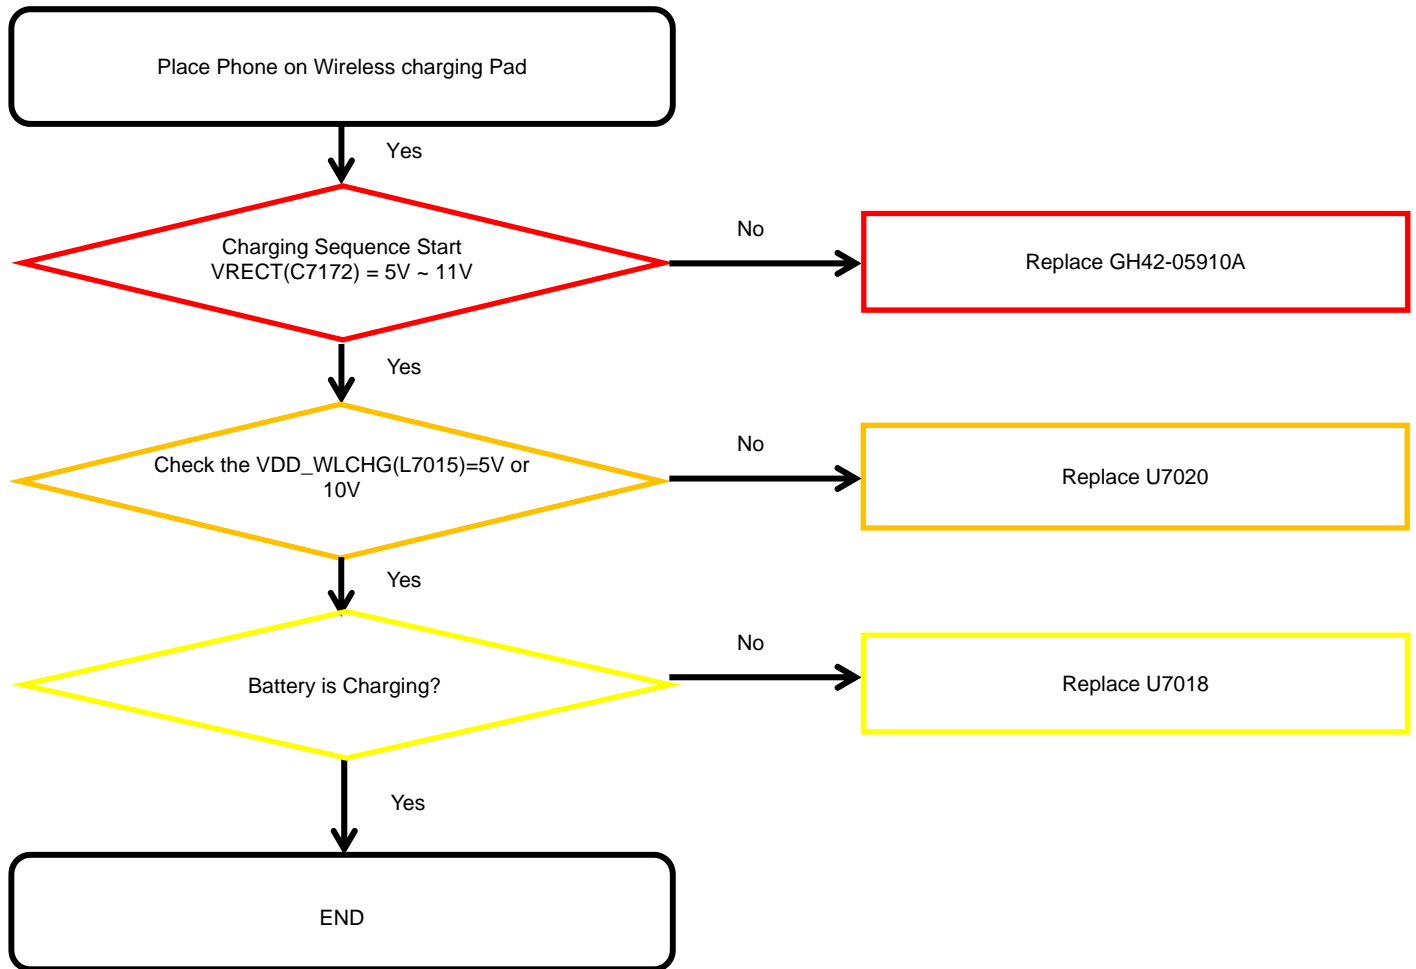 Place Phone on Wireless charging Pad
Yes
Charging Sequence Start
VRECT(C7172) = 5V ~ 11V
No
Replace GH42-05910A
Yes
Check the VDD_WLCHG(L7015)=5V or
10V
No
Replace U7020
Yes
Battery is Charging?
No
Replace U7018
Yes
END